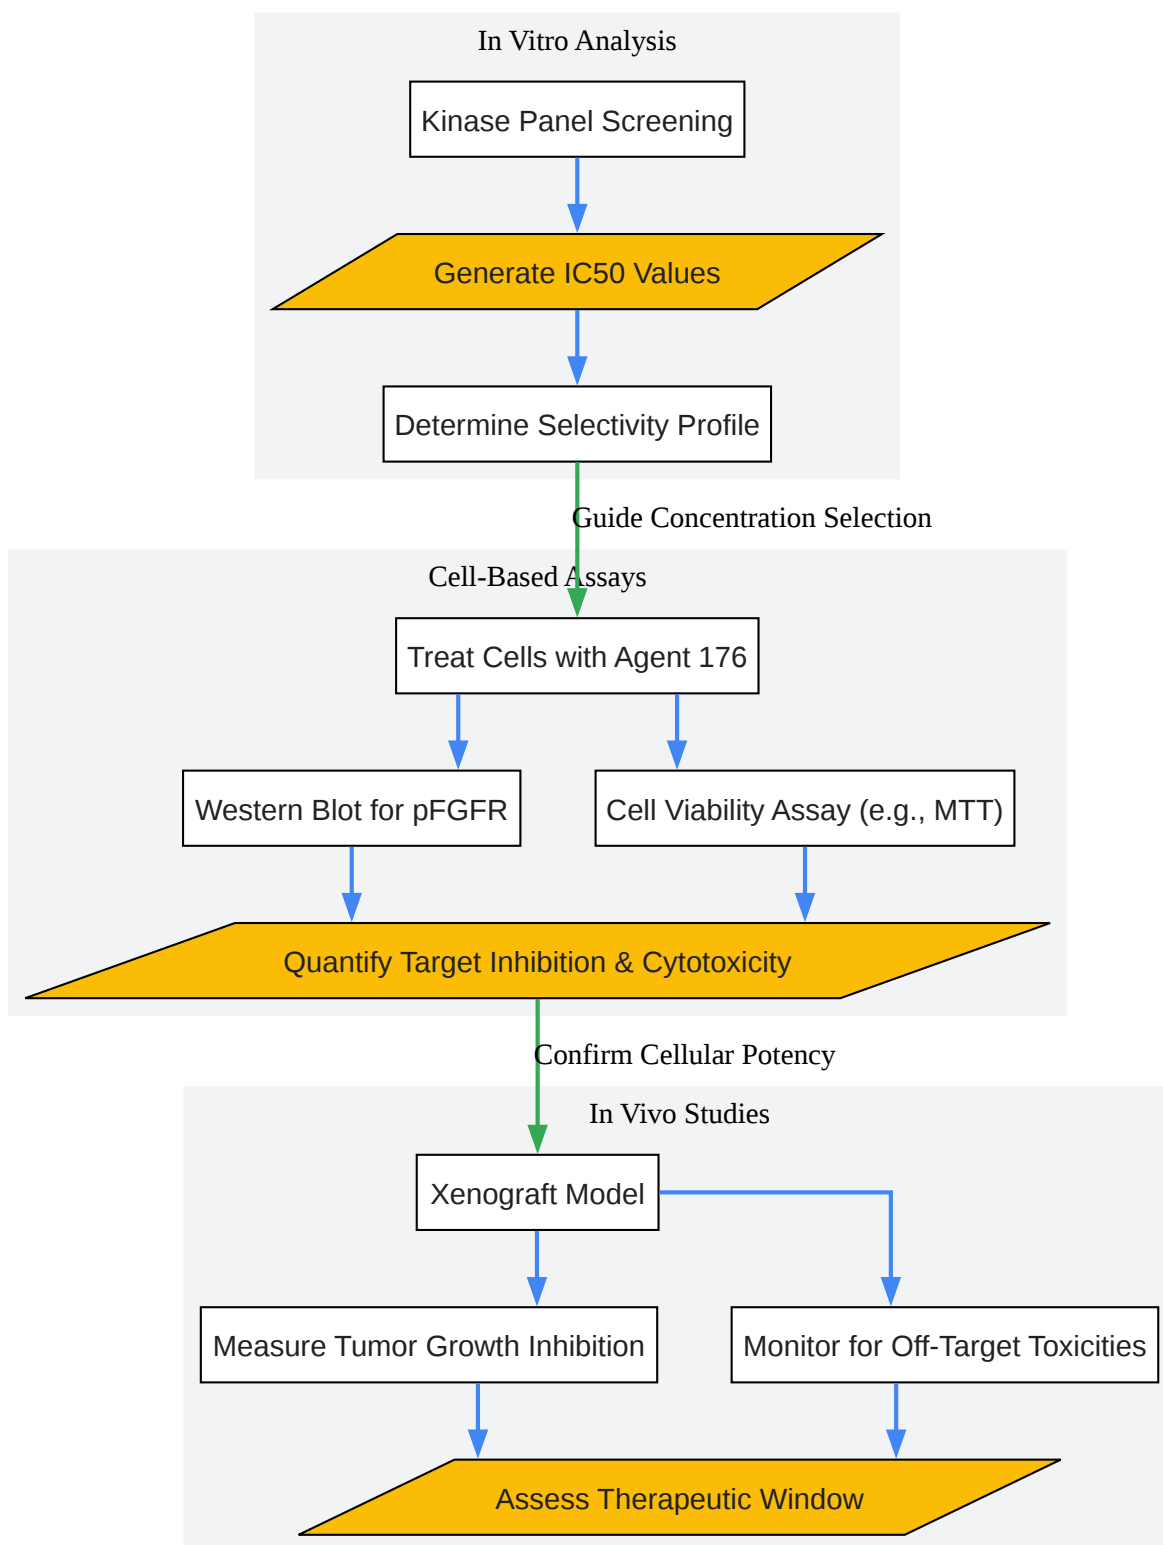 In Vitro Analysis
Kinase Panel Screening
Generate IC50 Values
Determine Selectivity Profile
Guide Concentration Selection
Cell-Based Assays
Treat Cells with Agent 176
Western Blot for pFGFR
Cell Viability Assay (e.g., MTT)
Quantify Target Inhibition & Cytotoxicity
Confirm Cellular Potency
In Vivo Studies
Xenograft Model
Measure Tumor Growth Inhibition
Monitor for Off-Target Toxicities
Assess Therapeutic Window